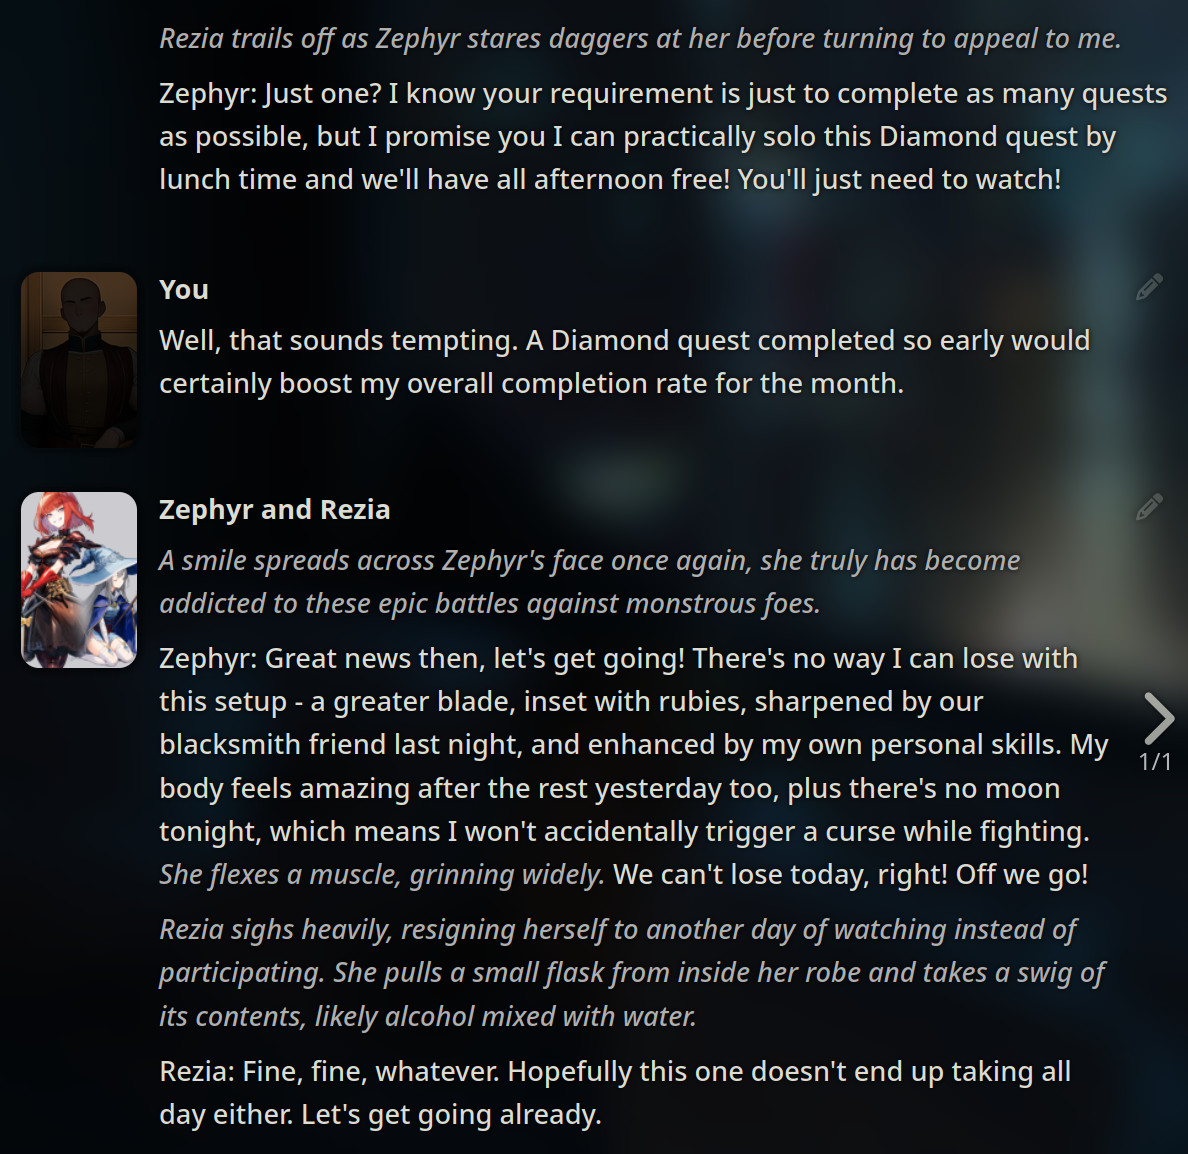 Rezia trails off as Zephyr stares daggers at her before turning to appeal to me.
Zephyr: Just one? I know your requirement is just to complete as many quests
as possible, but I promise you I can practically solo this Diamond quest by
lunch time and we'll have all afternoon free! You'll just need to watch!
You
Well, that sounds tempting. A Diamond quest completed so early would
certainly boost my overall completion rate for the month.
Zephyr and Rezia
A smile spreads across Zephyr's face once again, she truly has become
addicted to these epic battles against monstrous foes.
Zephyr: Great news then, let's get going! There's no way I can lose with
this setup - a greater blade, inset with rubies, sharpened by our
blacksmith friend last night, and enhanced by my own personal skills. My
body feels amazing after the rest yesterday too, plus there's no moon
tonight, which means I won't accidentally trigger a curse while fighting.
She flexes a muscle, grinning widely. We can't lose today, right! Off we go!
1/1
Rezia sighs heavily, resigning herself to another day of watching instead of
participating. She pulls a small flask from inside her robe and takes a swig of
its contents, likely alcohol mixed with water.
Rezia: Fine, fine, whatever. Hopefully this one doesn't end up taking all
day either. Let's get going already.